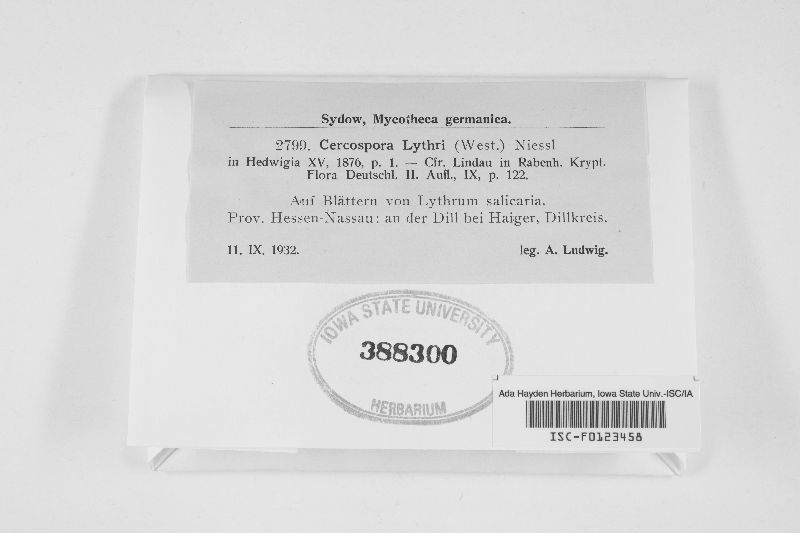 Sydow, Mycotheca germanica.
2799. Cercospora Lythri (West.) Niessl
in Hedwigia XV, 1876, p. 1. — Cfr. Lindau in Rabenh. Krypt.
Flora Deutschl. II. Aufl., IX, p. 122.
Auf Blättern von Lythrum salicaria.
Prov. Hessen-Nassau: an der Dill bei Haiger, Dillkreis.
11. IX. 1932. leg. A. Ludwig.
IOWA STATE UNIVERSITY
388300
HERBARIUM
Ada Hayden Herbarium, Iowa State Univ.-ISC/IA
ISC-F0123458